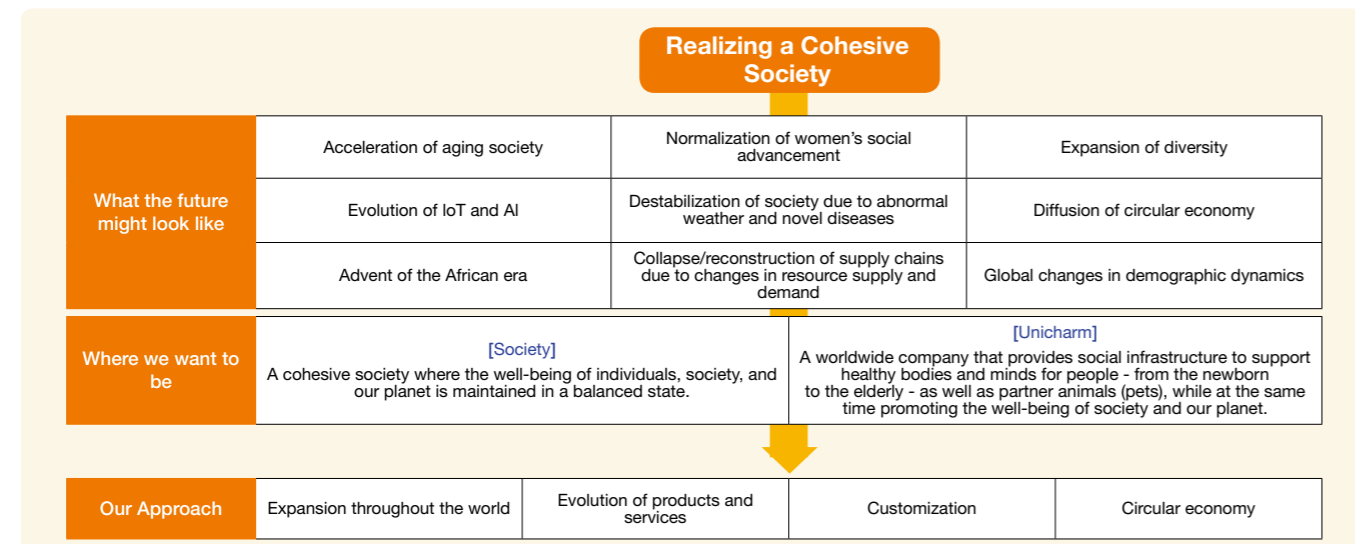 Realizing a Cohesive
Society
What the future
might look like
Acceleration of aging society
Normalization of women's social
advancement
Expansion of diversity
Evolution of IoT and AI
Destabilization of society due to abnormal
weather and novel diseases
Diffusion of circular economy
Advent of the African era
Collapse/reconstruction of supply chains
due to changes in resource supply and
demand
Global changes in demographic dynamics
Where we want to
be
[Society]
A cohesive society where the well-being of individuals, society, and
our planet is maintained in a balanced state.
[Unicharm]
A worldwide company that provides social infrastructure to support
healthy bodies and minds for people - from the newborn
to the elderly - as well as partner animals (pets), while at the same
time promoting the well-being of society and our planet.
Our Approach
Expansion throughout the world
Evolution of products and
services
Customization
Circular economy